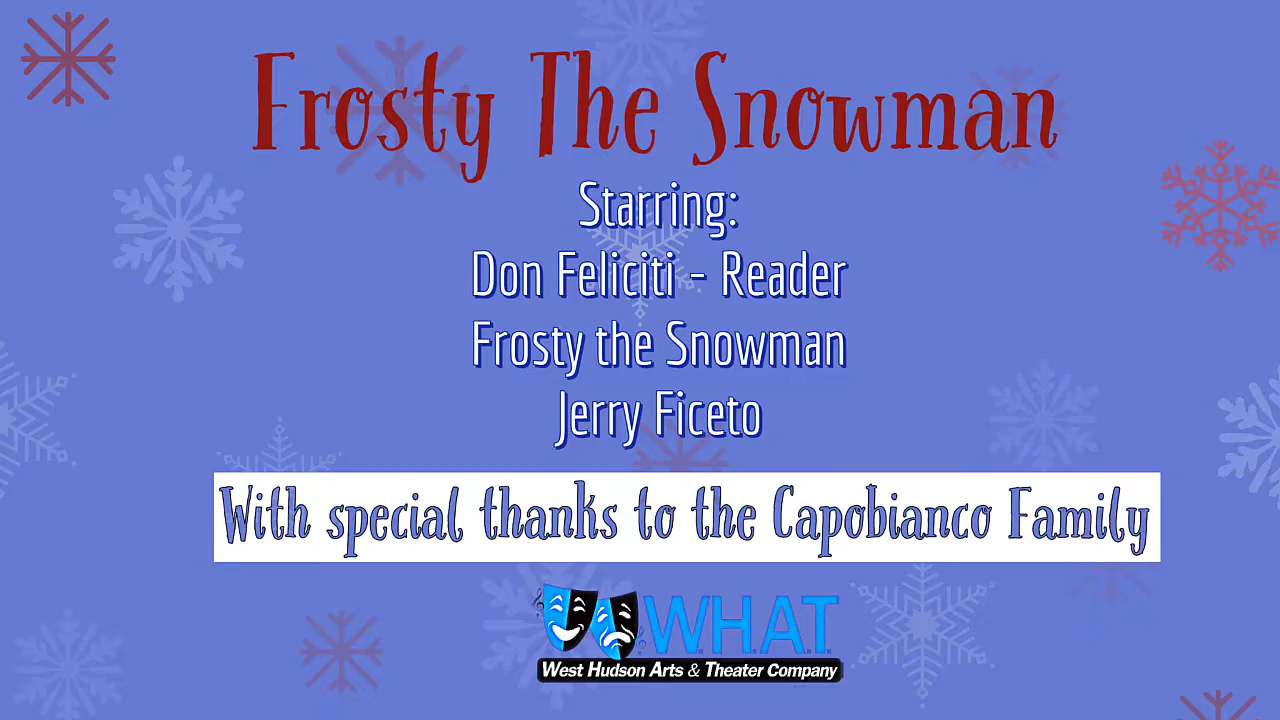 Frosty The Snowman
Starring:
Don Feliciti - Reader
Frosty the Snowman
Jerry Ficeto
With special thanks to the Capobianco Family
W.H.A.T.
West Hudson Arts & Theater Company